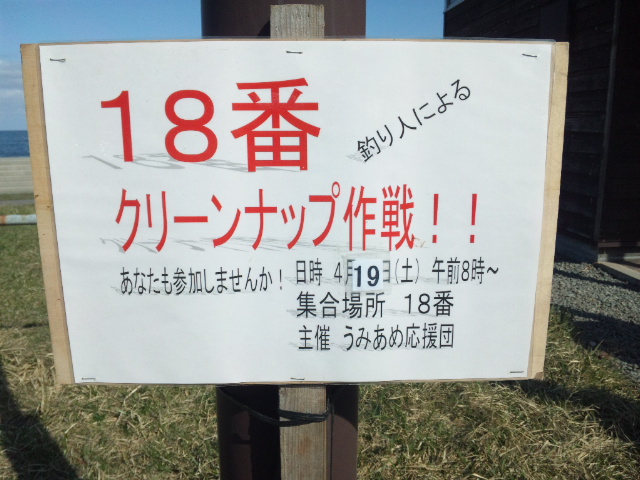 18番
釣り人による
クリーンナップ作戦！！
あなたも参加しませんか！
日時 4月19日（土） 午前8時～
集合場所 18番
主催 うみあめ応援団